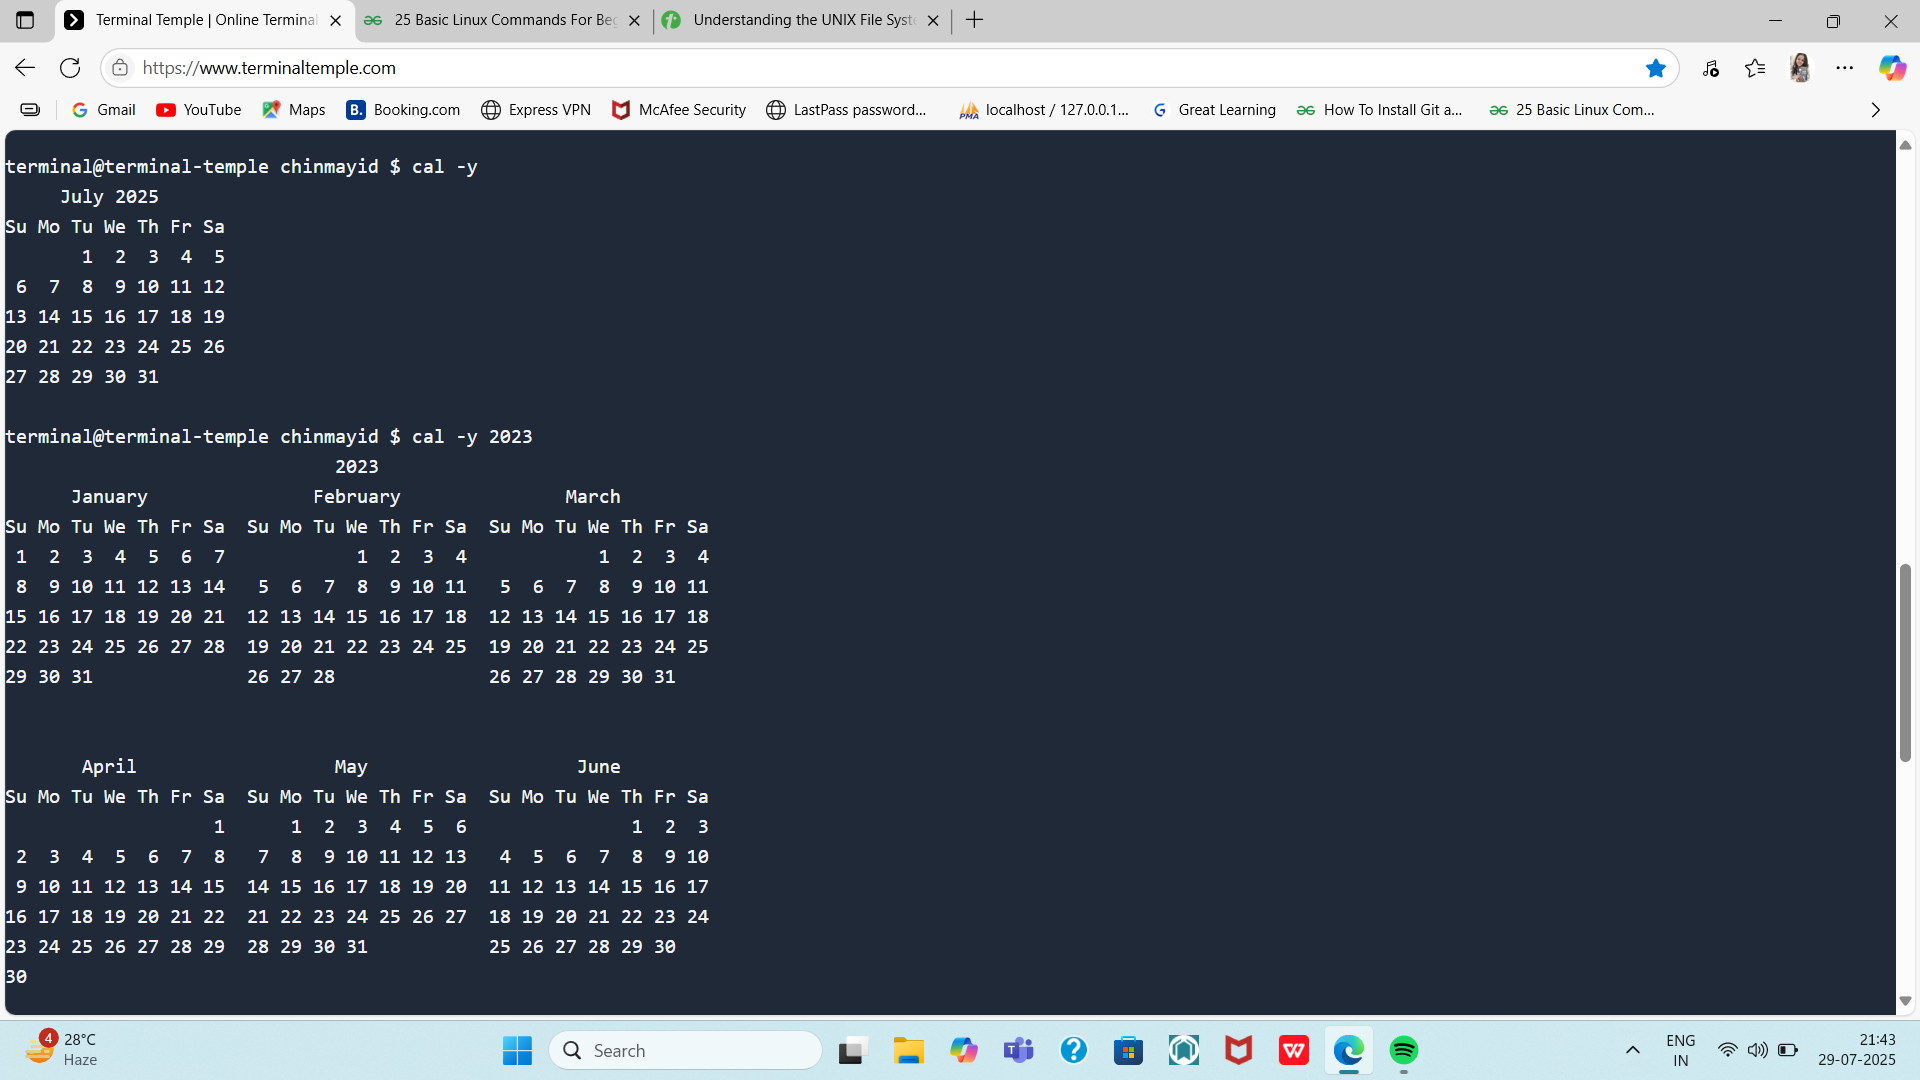 Terminal Temple | Online Terminal
25 Basic Linux Commands For Be
Understanding the UNIX File Syst
https://www.terminaltemple.com
Gmail YouTube Maps Booking.com Express VPN McAfee Security LastPass password... localhost / 127.0.0.1... Great Learning How To Install Git a... 25 Basic Linux Com...
terminal@terminal-temple chinmayid $ cal -y
July 2025
Su Mo Tu We Th Fr Sa
1 2 3 4 5
6 7 8 9 10 11 12
13 14 15 16 17 18 19
20 21 22 23 24 25 26
27 28 29 30 31
terminal@terminal-temple chinmayid $ cal -y 2023
2023
January February March
Su Mo Tu We Th Fr Sa Su Mo Tu We Th Fr Sa Su Mo Tu We Th Fr Sa
1 2 3 4 5 6 7 1 2 3 4 1 2 3 4
8 9 10 11 12 13 14 5 6 7 8 9 10 11 5 6 7 8 9 10 11
15 16 17 18 19 20 21 12 13 14 15 16 17 18 12 13 14 15 16 17 18
22 23 24 25 26 27 28 19 20 21 22 23 24 25 19 20 21 22 23 24 25
29 30 31 26 27 28 26 27 28 29 30 31
April May June
Su Mo Tu We Th Fr Sa Su Mo Tu We Th Fr Sa Su Mo Tu We Th Fr Sa
1 1 2 3 4 5 6 1 2 3
2 3 4 5 6 7 8 7 8 9 10 11 12 13 4 5 6 7 8 9 10
9 10 11 12 13 14 15 14 15 16 17 18 19 20 11 12 13 14 15 16 17
16 17 18 19 20 21 22 21 22 23 24 25 26 27 18 19 20 21 22 23 24
23 24 25 26 27 28 29 28 29 30 31 25 26 27 28 29 30
30
4
28°C
Haze
Search
ENG
IN
21:43
29-07-2025